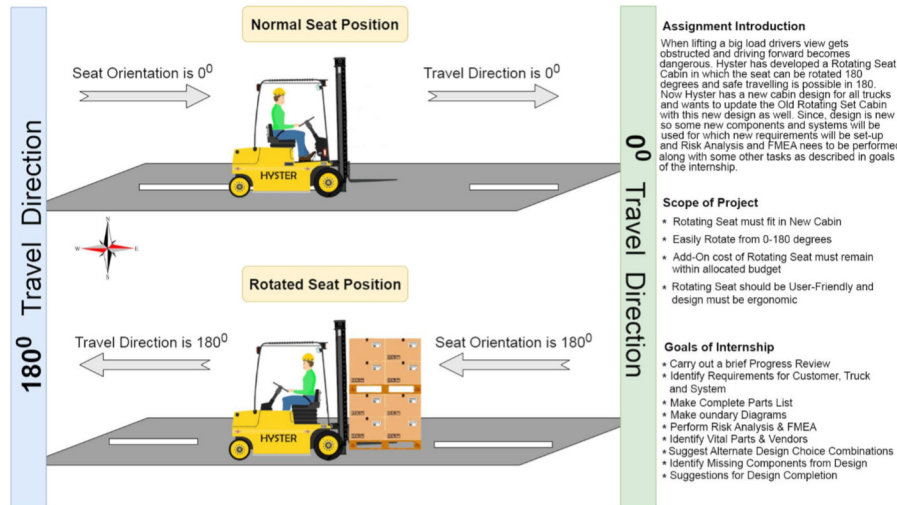 Normal Seat Position
Seat Orientation is 0⁰
Travel Direction is 0⁰
HYSTER
180⁰ Travel Direction
0⁰ Travel Direction
N
W
E
S
Rotated Seat Position
Travel Direction is 180⁰
Seat Orientation is 180⁰
HYSTER
Assignment Introduction
When lifting a big load drivers view gets
obstructed and driving forward becomes
dangerous. Hyster has developed a Rotating Seat
Cabin in which the seat can be rotated 180
degrees and safe travelling is possible in 180.
Now Hyster has a new cabin design for all trucks
and wants to update the Old Rotating Set Cabin
with this new design as well. Since, design is new
so some new components and systems will be
used for which new requirements will be set-up
and Risk Analysis and FMEA nees to be performed
along with some other tasks as described in goals
of the internship.
Scope of Project
* Rotating Seat must fit in New Cabin
* Easily Rotate from 0-180 degrees
* Add-On cost of Rotating Seat must remain
within allocated budget
* Rotating Seat should be User-Friendly and
design must be ergonomic
Goals of Internship
* Carry out a brief Progress Review
* Identify Requirements for Customer, Truck
and System
* Make Complete Parts List
* Make oundary Diagrams
* Perform Risk Analysis & FMEA
* Identify Vital Parts & Vendors
* Suggest Alternate Design Choice Combinations
* Identify Missing Components from Design
* Suggestions for Design Completion